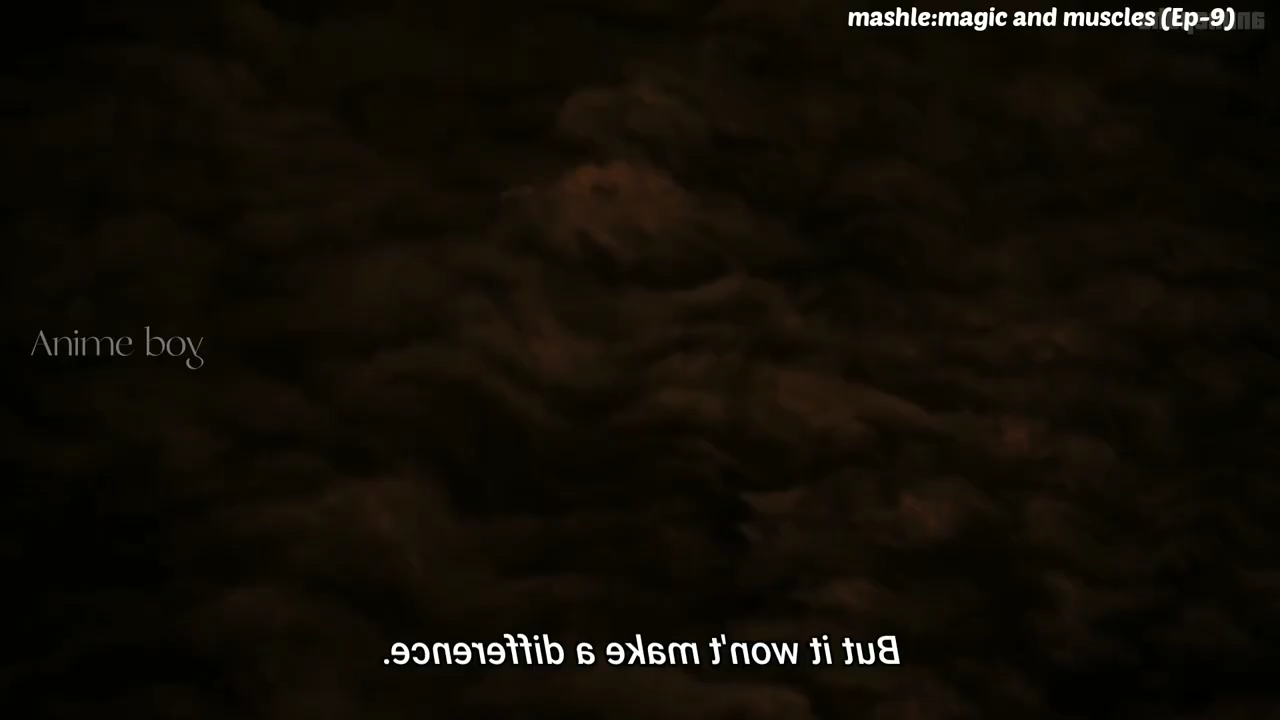 mashle:magic and muscles (Ep-9)
Anime boy
But it won't make a difference.